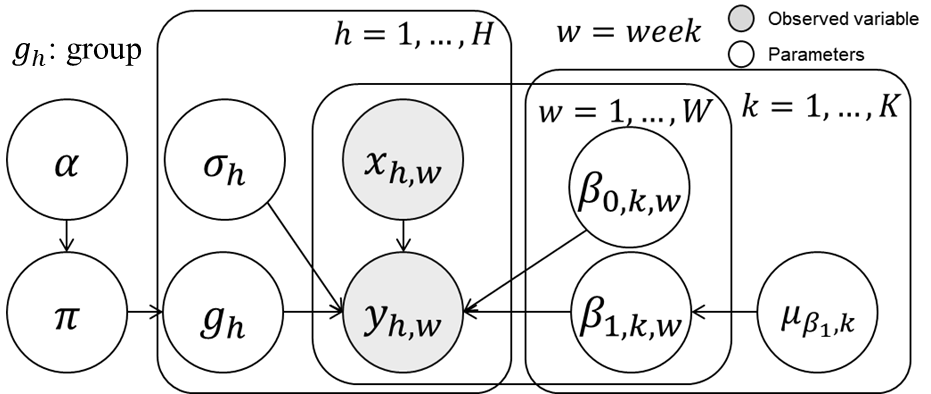 g_h: group
h = 1, …, H
w = week
Observed variable
Parameters
w = 1, …, W
k = 1, …, K
α
σ_h
x_{h,w}
β_{0,k,w}
π
g_h
y_{h,w}
β_{1,k,w}
μ_{β_1,k}